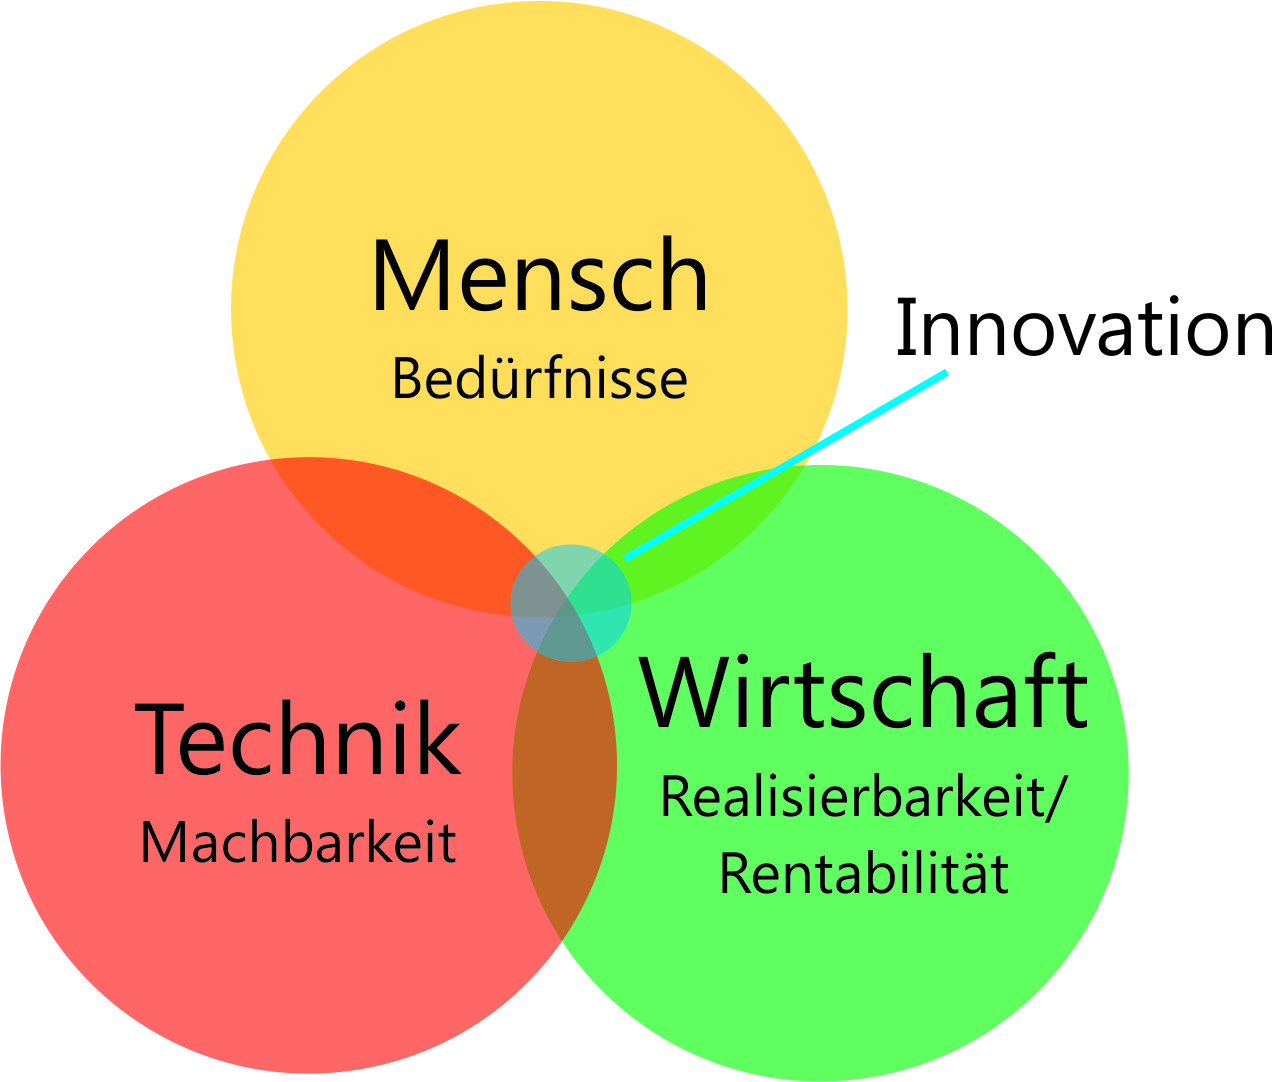 Mensch
Bedürfnisse
Innovation
Technik
Machbarkeit
Wirtschaft
Realisierbarkeit/
Rentabilität